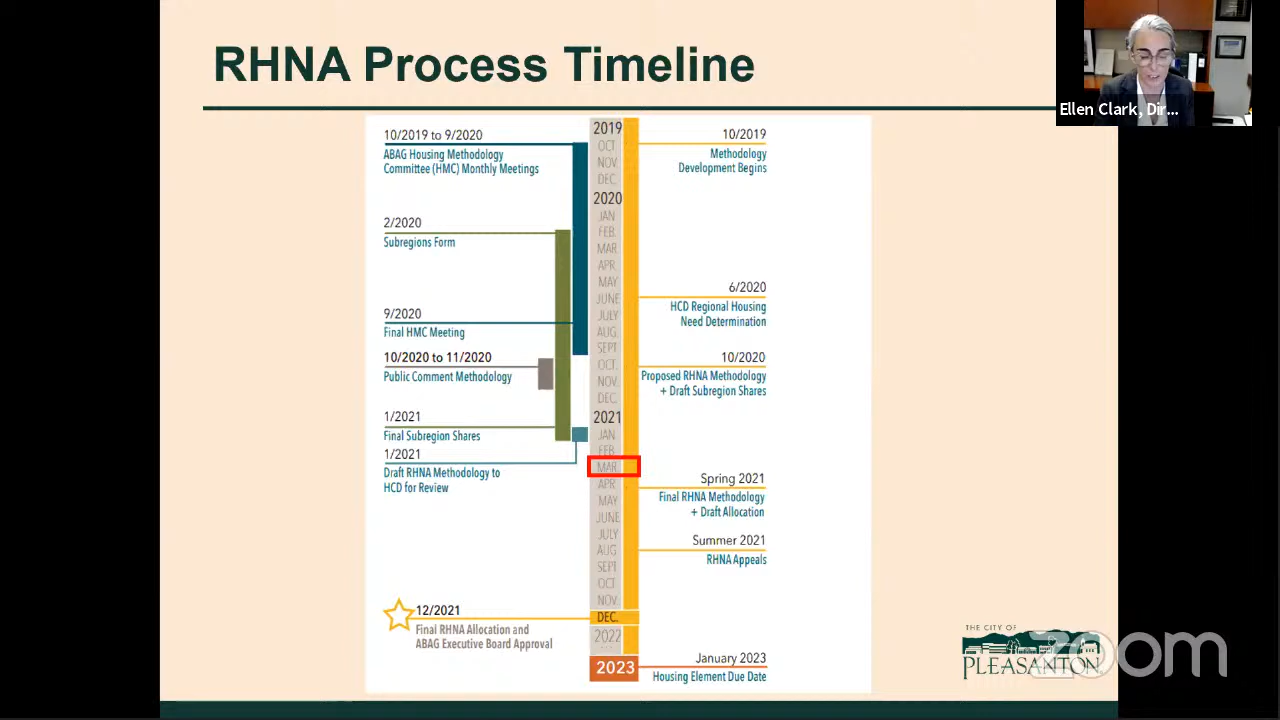 RHNA Process Timeline
Ellen Clark, Dir...
10/2019 to 9/2020
ABAG Housing Methodology
Committee (HMC) Monthly Meetings
2/2020
Subregions Form
9/2020
Final HMC Meeting
10/2020 to 11/2020
Public Comment Methodology
1/2021
Final Subregion Shares
1/2021
Draft RHNA Methodology to
HCD for Review
12/2021
Final RHNA Allocation and
ABAG Executive Board Approval
2019
OCT
NOV
DEC.
2020
JAN
FEB.
MAR
APR
MAY
JUNE
JULY
AUG.
SEPT
OCT.
NOV.
DEC.
2021
JAN
FEB.
MAR.
APR
MAY
JUNE
JULY
AUG
SEPT
OCT
NOV.
DEC.
2022
...
2023
10/2019
Methodology
Development Begins
6/2020
HCD Regional Housing
Need Determination
10/2020
Proposed RHNA Methodology
+ Draft Subregion Shares
Spring 2021
Final RHNA Methodology
+ Draft Allocation
Summer 2021
RHNA Appeals
January 2023
Housing Element Due Date
THE CITY OF
PLEASANTON
zoom